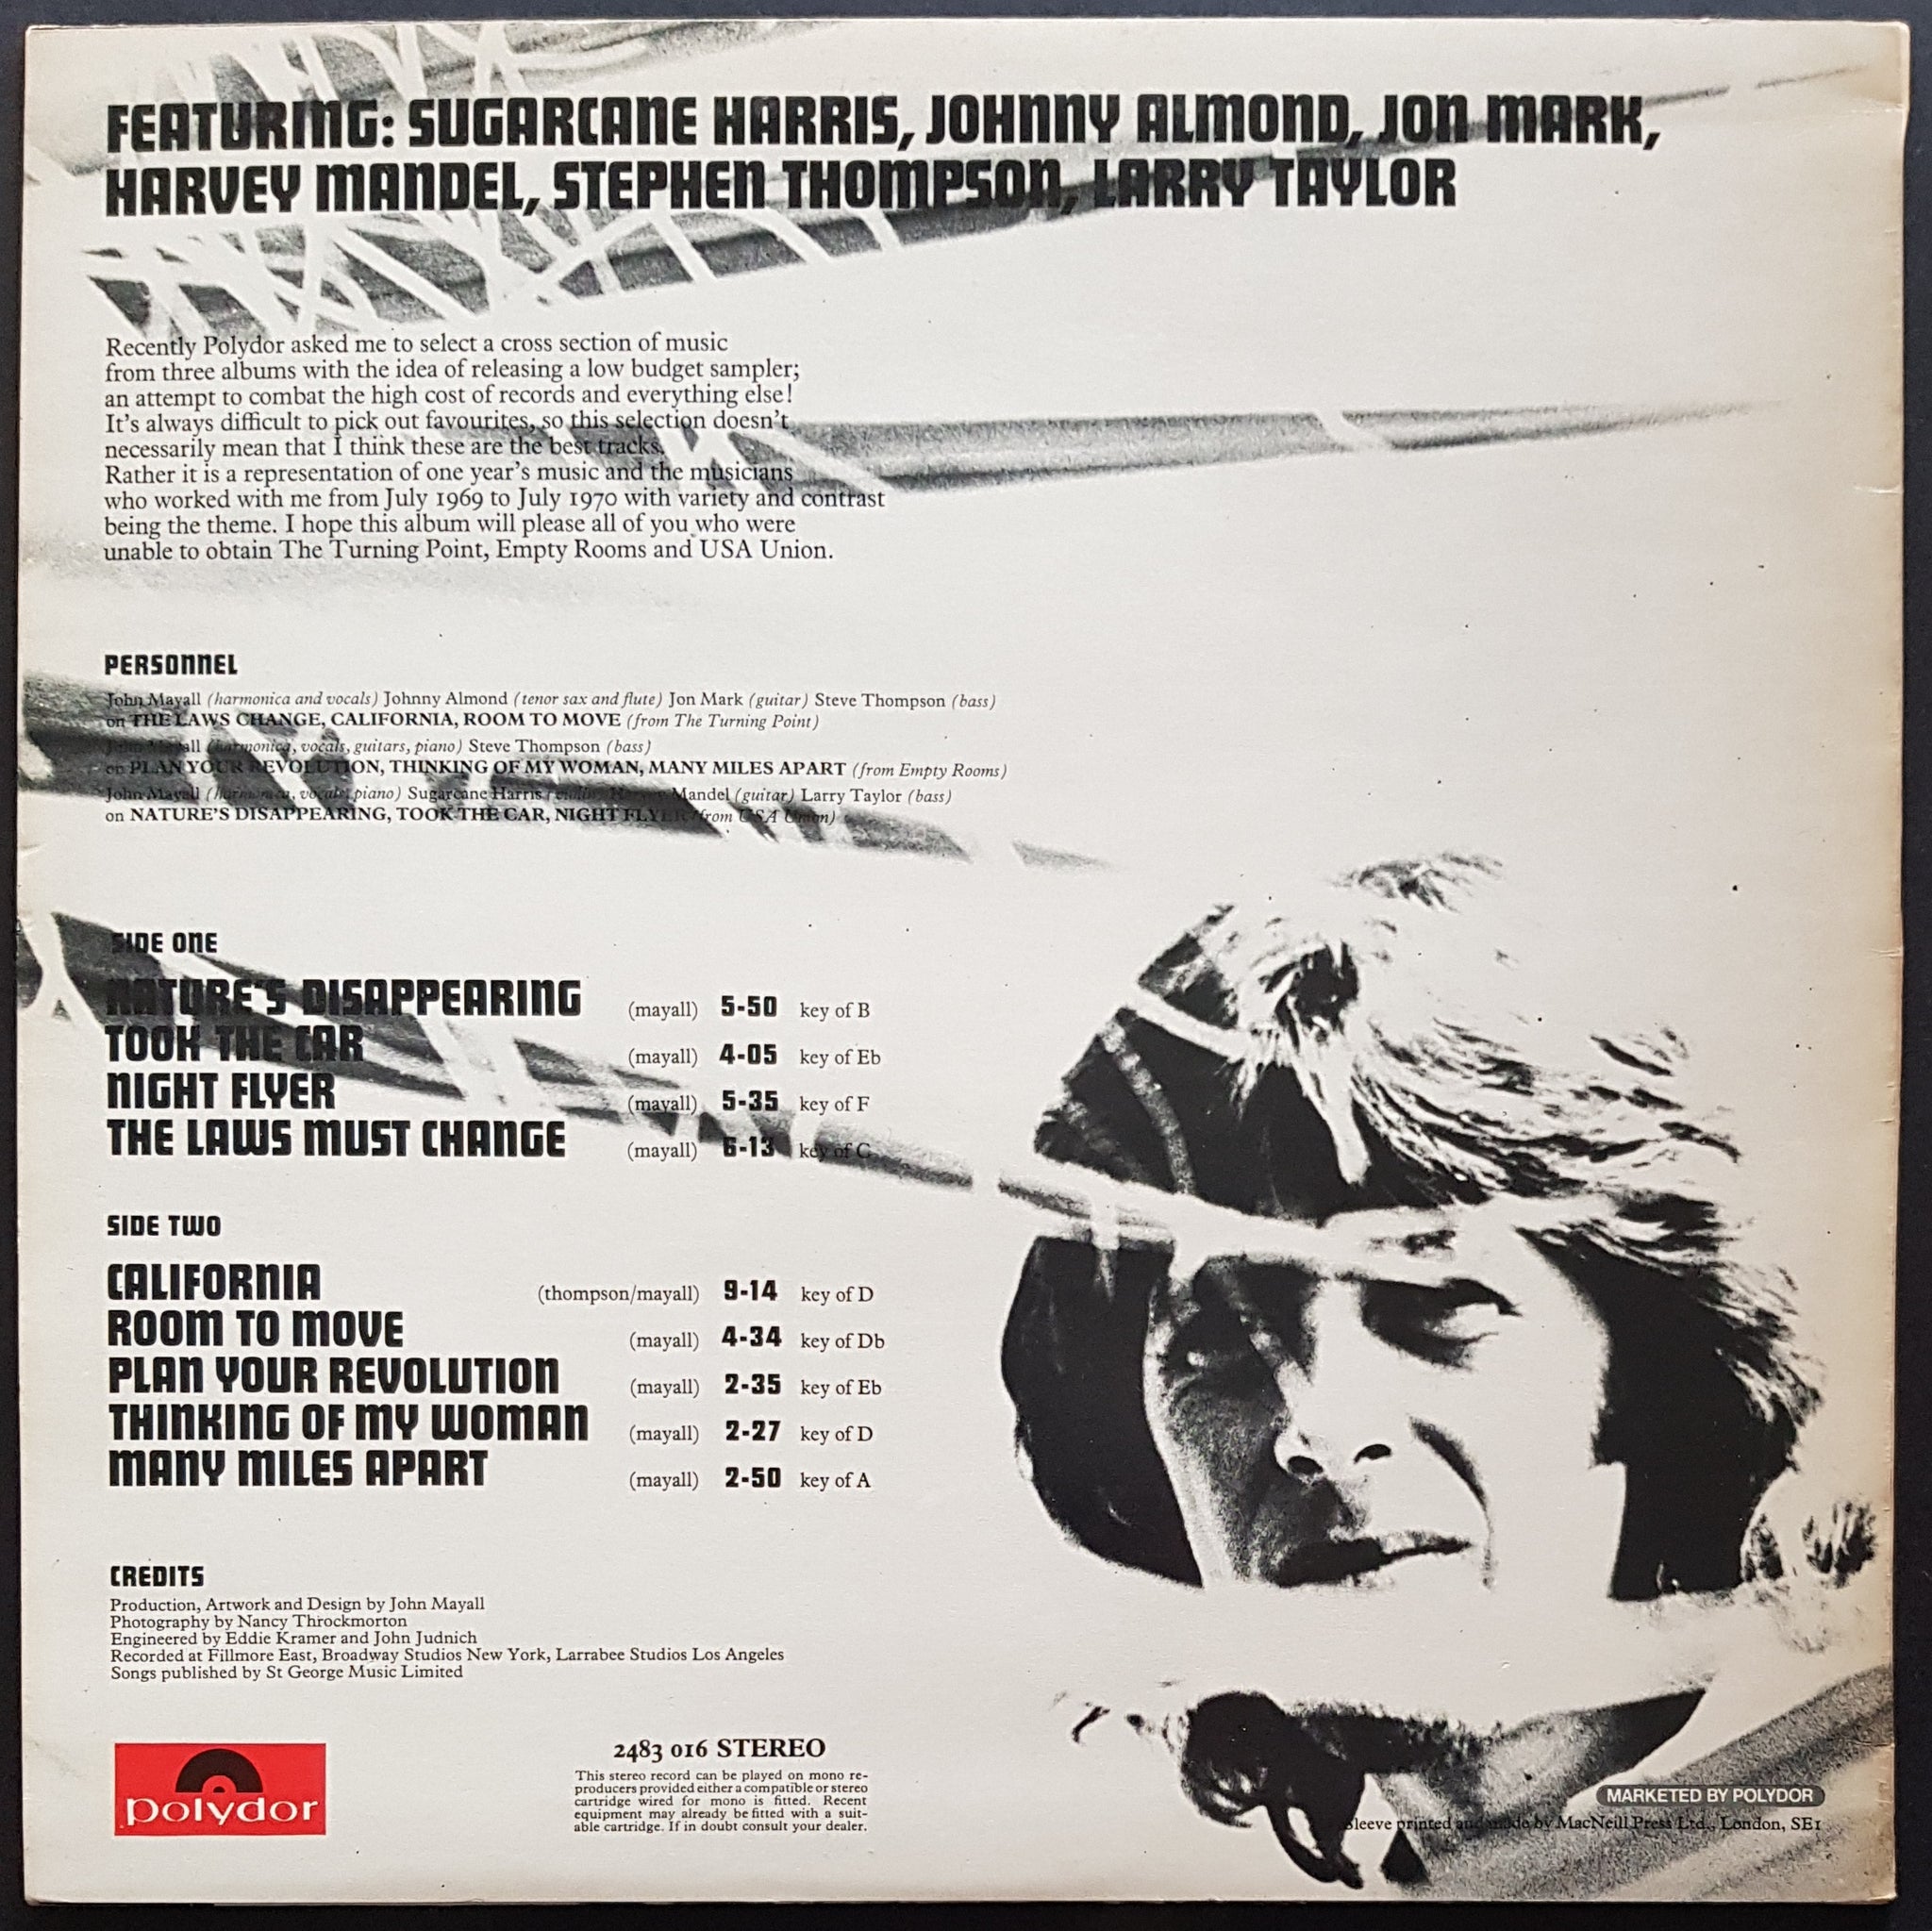 FEATURING: SUGARCANE HARRIS, JOHNNY ALMOND, JON MARK,
HARVEY MANDEL, STEPHEN THOMPSON, LARRY TAYLOR
Recently Polydor asked me to select a cross section of music
from three albums with the idea of releasing a low budget sampler;
an attempt to combat the high cost of records and everything else!
It's always difficult to pick out favourites, so this selection doesn't
necessarily mean that I think these are the best tracks.
Rather it is a representation of one year's music and the musicians
who worked with me from July 1969 to July 1970 with variety and contrast
being the theme. I hope this album will please all of you who were
unable to obtain The Turning Point, Empty Rooms and USA Union.
PERSONNEL
John Mayall (harmonica and vocals) Johnny Almond (tenor sax and flute) Jon Mark (guitar) Steve Thompson (bass)
on THE LAWS CHANGE, CALIFORNIA, ROOM TO MOVE (from The Turning Point)
John Mayall (harmonica, vocals, guitars, piano) Steve Thompson (bass)
on PLAN YOUR REVOLUTION, THINKING OF MY WOMAN, MANY MILES APART (from Empty Rooms)
John Mayall (harmonica, vocals, piano) Sugarcane Harris (violin) Harvey Mandel (guitar) Larry Taylor (bass)
on NATURE'S DISAPPEARING, TOOK THE CAR, NIGHT FLYER (from USA Union)
SIDE ONE
NATURE'S DISAPPEARING (mayall) 5-50 key of B
TOOK THE CAR (mayall) 4-05 key of Eb
NIGHT FLYER (mayall) 5-35 key of F
THE LAWS MUST CHANGE (mayall) 6-13 key of G
SIDE TWO
CALIFORNIA (thompson/mayall) 9-14 key of D
ROOM TO MOVE (mayall) 4-34 key of Db
PLAN YOUR REVOLUTION (mayall) 2-35 key of Eb
THINKING OF MY WOMAN (mayall) 2-27 key of D
MANY MILES APART (mayall) 2-50 key of A
CREDITS
Production, Artwork and Design by John Mayall
Photography by Nancy Throckmorton
Engineered by Eddie Kramer and John Judnich
Recorded at Fillmore East, Broadway Studios New York, Larrabee Studios Los Angeles
Songs published by St George Music Limited
polydor
2483 016 STEREO
This stereo record can be played on mono re-
producers provided either a compatible or stereo
cartridge wired for mono is fitted. Recent
equipment may already be fitted with a suit-
able cartridge. If in doubt consult your dealer.
MARKETED BY POLYDOR
Sleeve printed and made by MacNeill Press Ltd., London, SE1